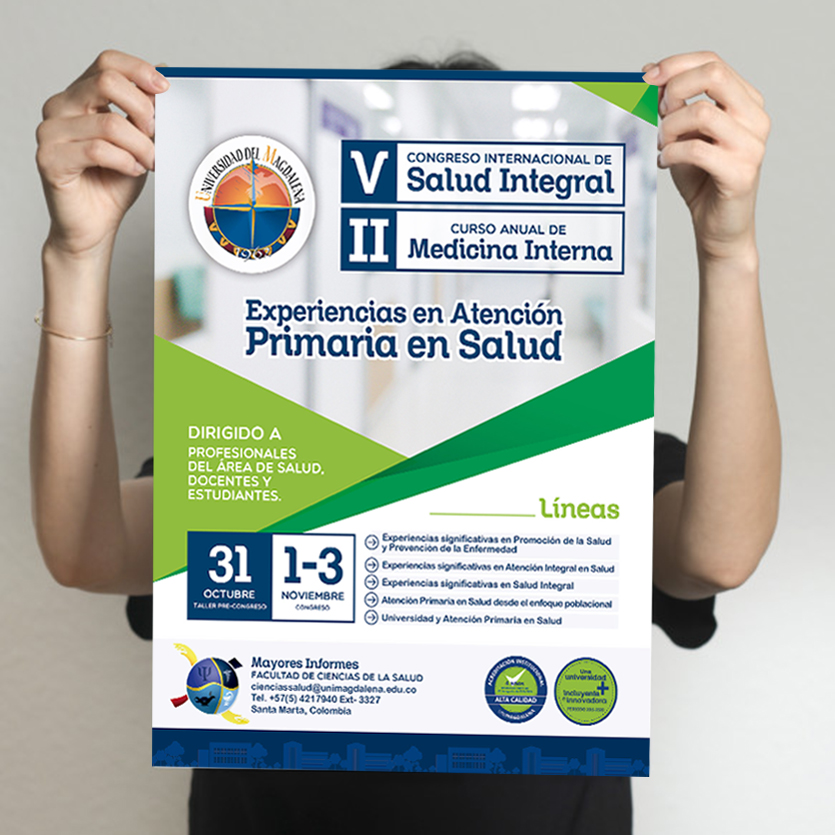 UNIVERSIDAD DEL MAGDALENA
1962
V
CONGRESO INTERNACIONAL DE
Salud Integral
II
CURSO ANUAL DE
Medicina Interna
Experiencias en Atención
Primaria en Salud
DIRIGIDO A
PROFESIONALES
DEL ÁREA DE SALUD,
DOCENTES Y
ESTUDIANTES.
Líneas
31
OCTUBRE
TALLER PRE-CONGRESO
1-3
NOVIEMBRE
CONGRESO
Experiencias significativas en Promoción de la Salud
y Prevención de la Enfermedad
Experiencias significativas en Atención Integral en Salud
Experiencias significativas en Salud Integral
Atención Primaria en Salud desde el enfoque poblacional
Universidad y Atención Primaria en Salud
Mayores Informes
FACULTAD DE CIENCIAS DE LA SALUD
cienciassalud@unimagdalena.edu.co
Tel. +57(5) 4217940 Ext- 3327
Santa Marta, Colombia
ACREDITACIÓN INSTITUCIONAL
ALTA CALIDAD
Una
universidad
+
incluyente
e innovadora